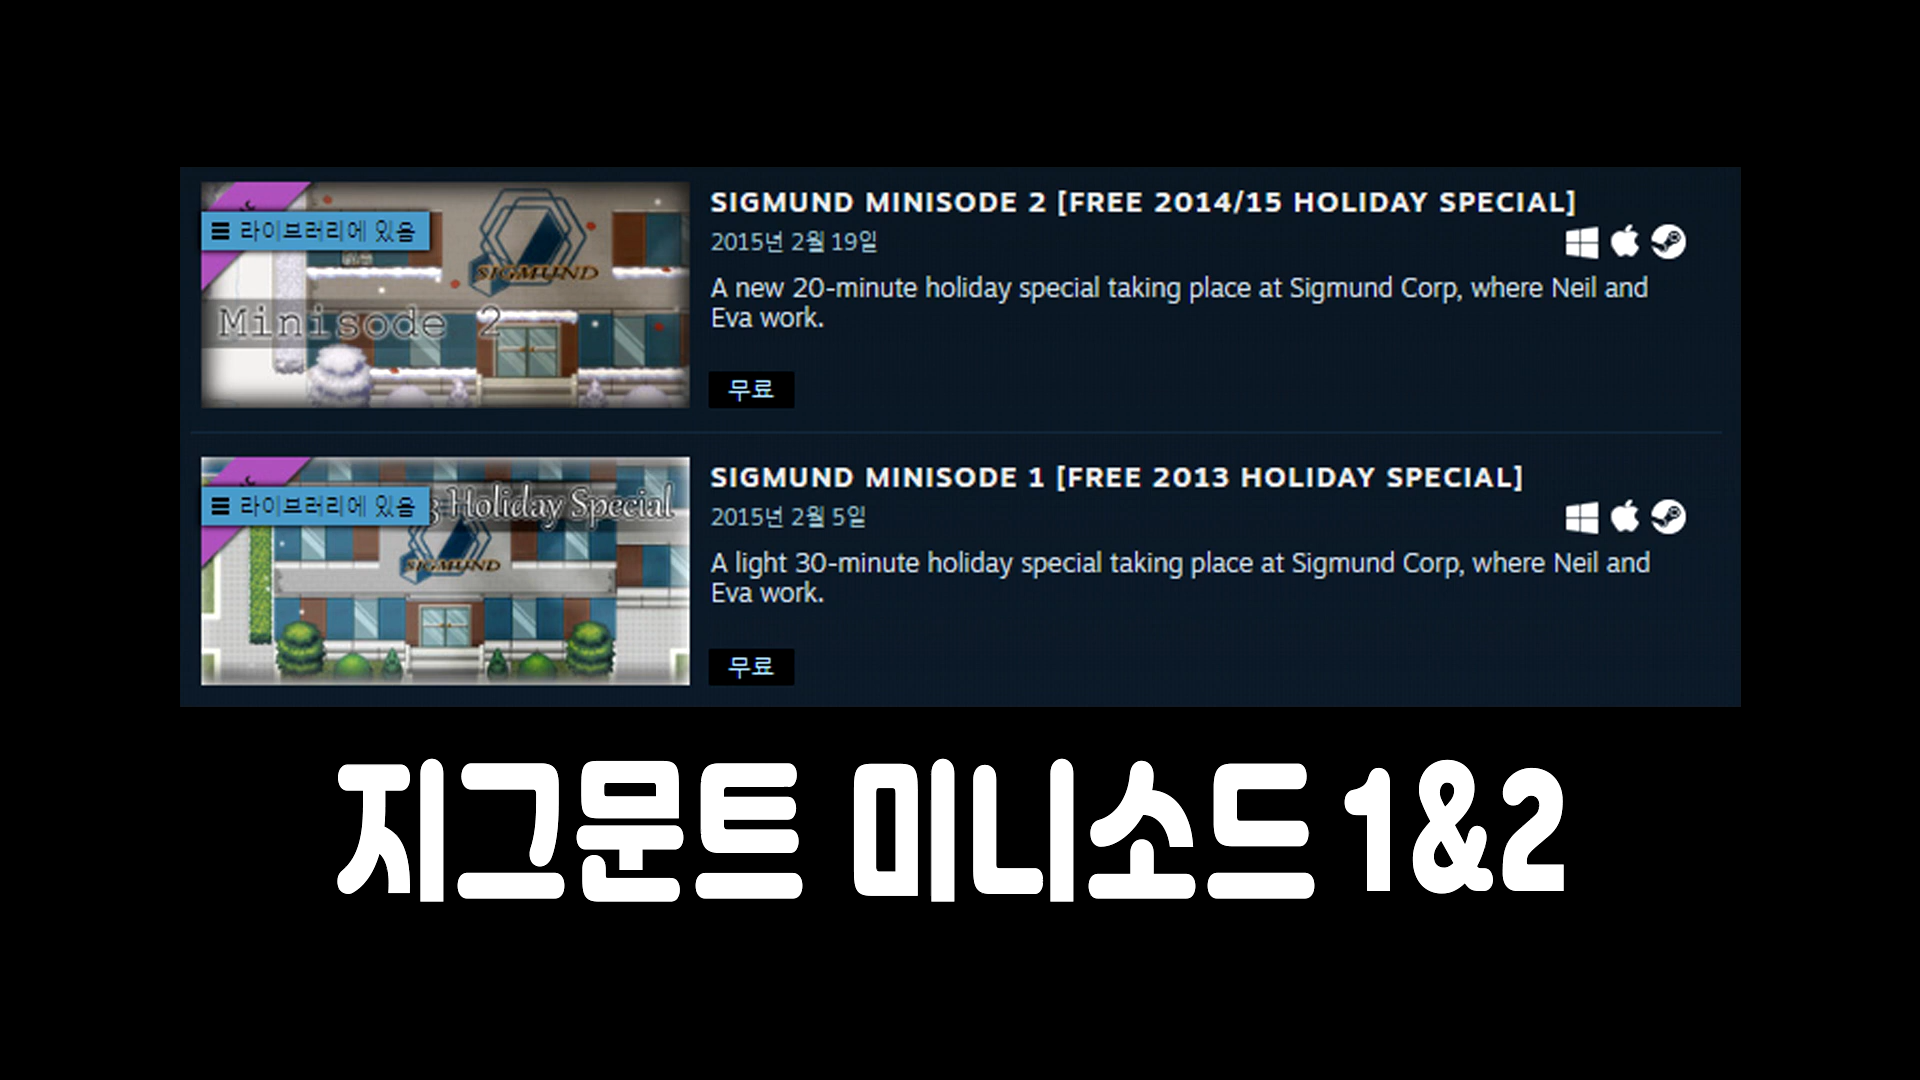 SIGMUND MINISODE 2 [FREE 2014/15 HOLIDAY SPECIAL]
라이브러리에 있음
SIGMUND
Minisode 2
2015년 2월 19일
A new 20-minute holiday special taking place at Sigmund Corp, where Neil and
Eva work.
무료
SIGMUND MINISODE 1 [FREE 2013 HOLIDAY SPECIAL]
라이브러리에 있음
3 Holiday Special
SIGMUND
2015년 2월 5일
A light 30-minute holiday special taking place at Sigmund Corp, where Neil and
Eva work.
무료
지그문트 미니소드 1&2